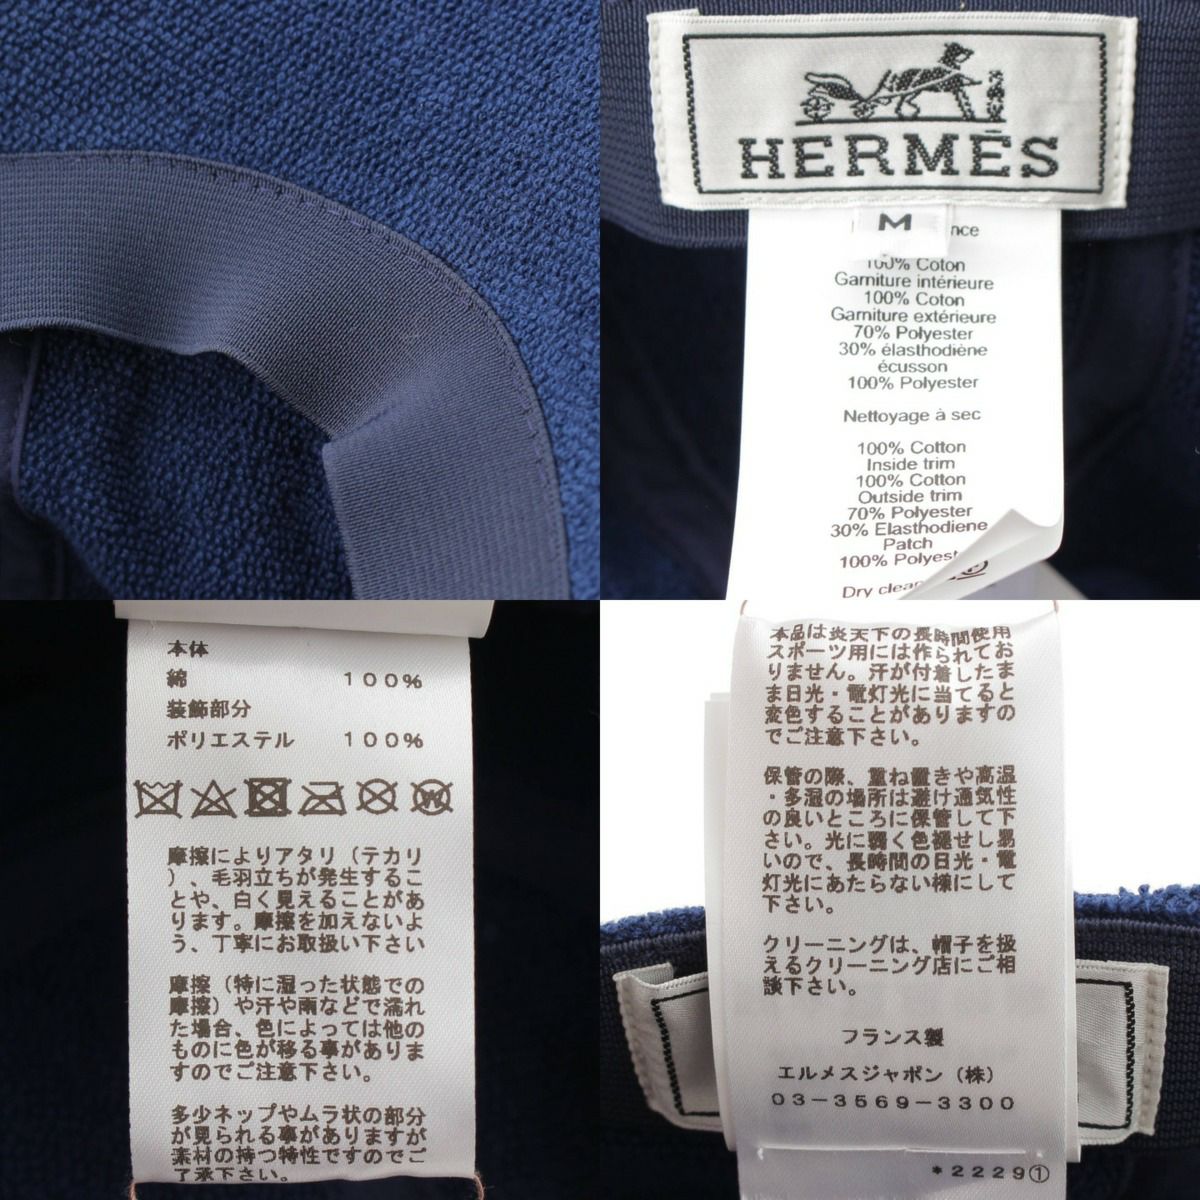 HERMÈS
M
nce
100% Coton
Garniture intérieure
100% Coton
Garniture extérieure
70% Polyester
30% élasthodiène
écusson
100% Polyester
Nettoyage à sec
100% Cotton
Inside trim
100% Cotton
Outside trim
70% Polyester
30% Elasthodiene
Patch
100% Polyest
Dry clea
本体
綿 100%
装飾部分
ポリエステル 100%
W
摩擦によりアタリ(テカリ
)、毛羽立ちが発生するこ
とや、白く見えることがあ
ります。摩擦を加えないよ
う、丁寧にお取扱い下さい
摩擦(特に湿った状態での
摩擦)や汗や雨などで濡れ
た場合、色によっては他の
ものに色が移る事がありま
すのでご注意下さい。
多少ネップやムラ状の部分
が見られる事がありますが
素材の持つ特性ですのでご
了承下さい。
本品は炎天下の長時間使用
スポーツ用には作られてお
りません。汗が付着したま
ま日光・電灯光に当てると
変色することがありますの
でご注意下さい。
保管の際、重ね置きや高温
・多湿の場所は避け通気性
の良いところに保管して下
さい。光に弱く色褪せし易
いので、長時間の日光・電
灯光にあたらない様にして
下さい。
クリーニングは、帽子を扱
えるクリーニング店にご相
談下さい。
フランス製
エルメスジャポン(株)
03-3569-3300
*2229①